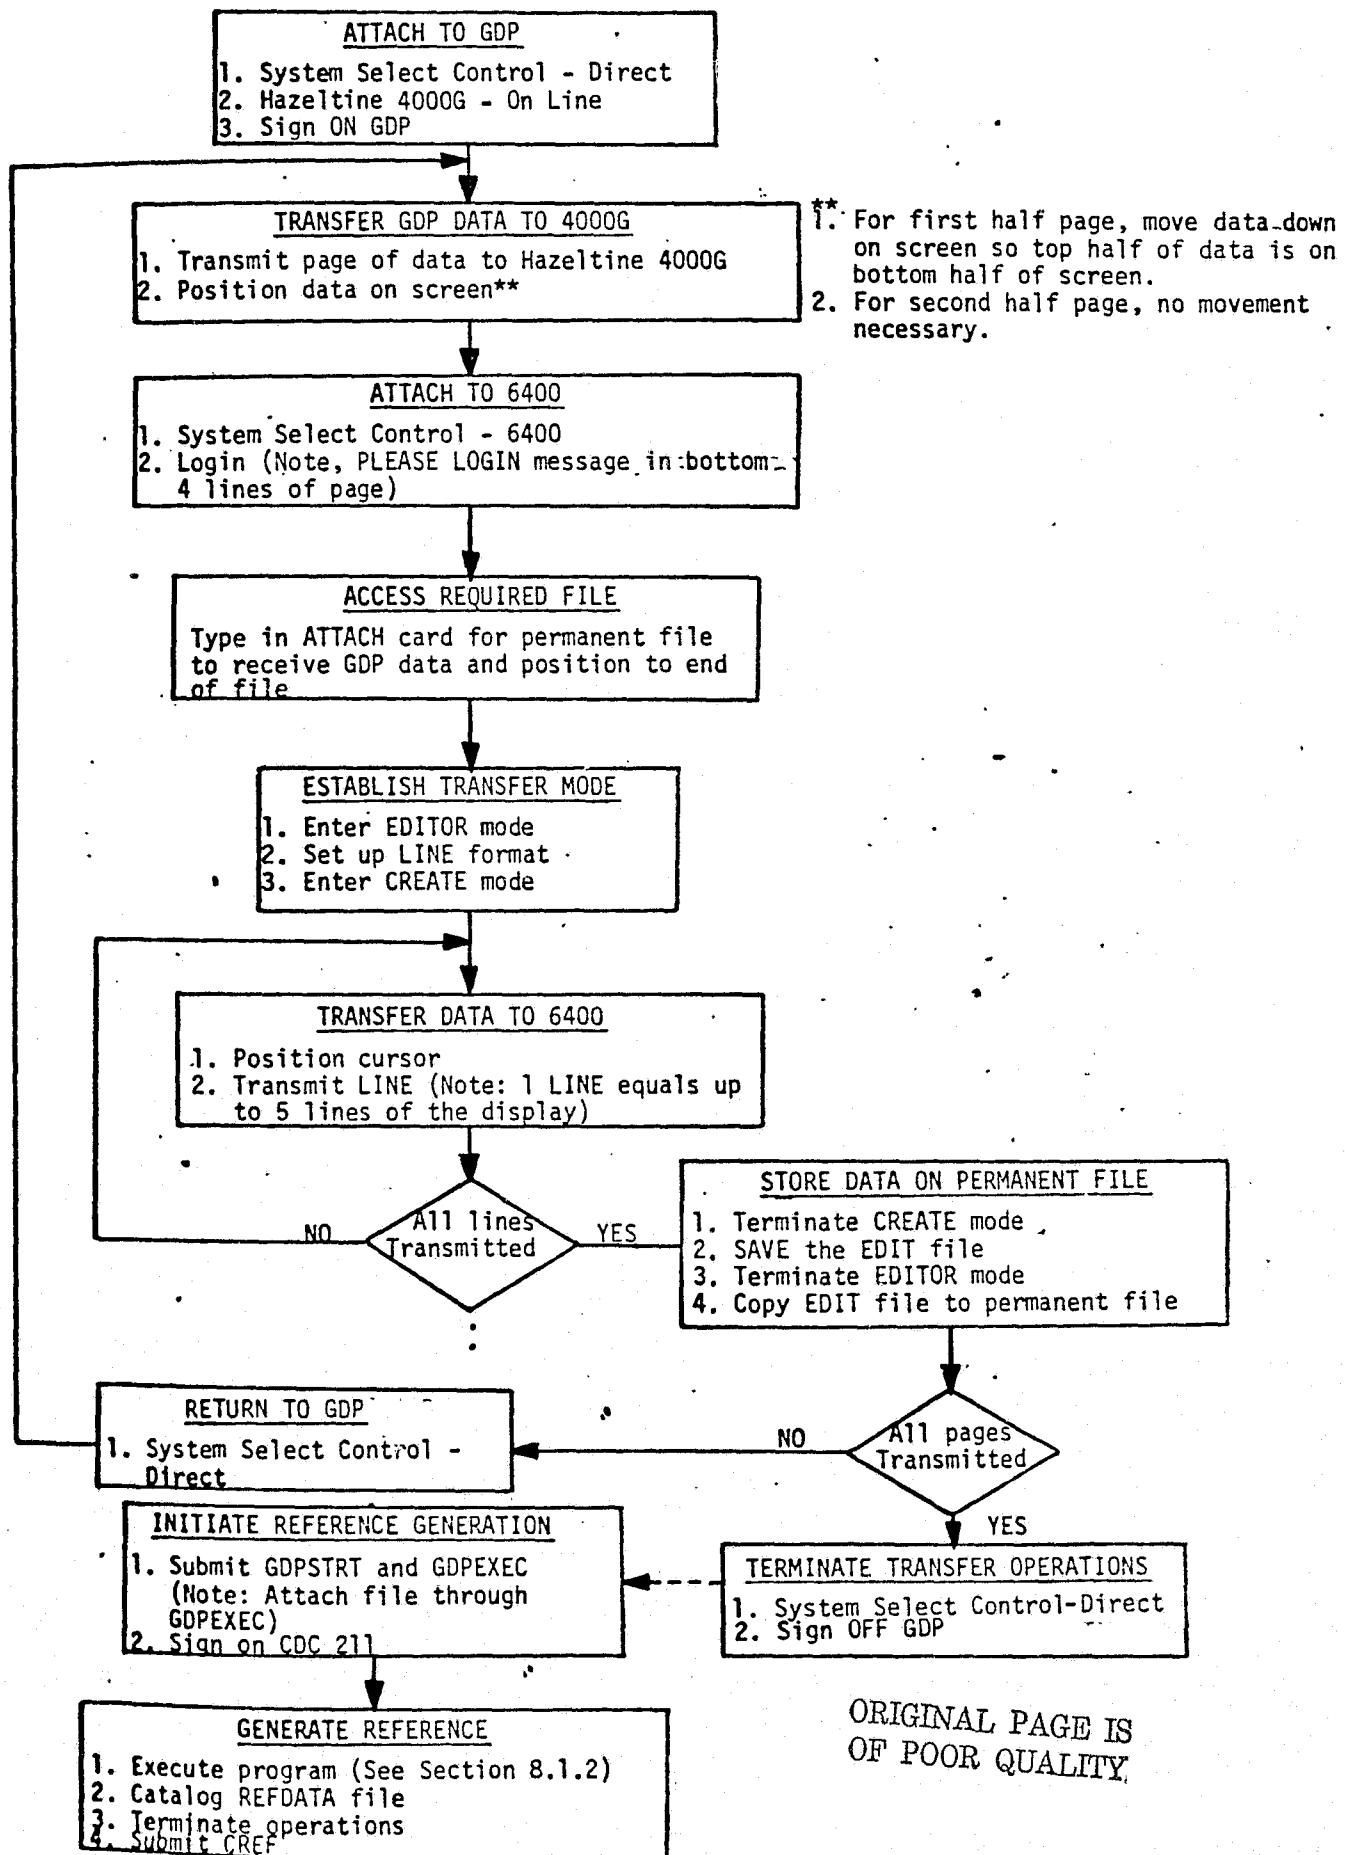 ATTACH TO GDP
1. System Select Control - Direct
2. Hazeltine 4000G - On Line
3. Sign ON GDP
TRANSFER GDP DATA TO 4000G
1. Transmit page of data to Hazeltine 4000G
2. Position data on screen**
**
1. For first half page, move data down
on screen so top half of data is on
bottom half of screen.
2. For second half page, no movement
necessary.
ATTACH TO 6400
1. System Select Control - 6400
2. Login (Note, PLEASE LOGIN message in bottom
4 lines of page)
ACCESS REQUIRED FILE
Type in ATTACH card for permanent file
to receive GDP data and position to end
of file
ESTABLISH TRANSFER MODE
1. Enter EDITOR mode
2. Set up LINE format
3. Enter CREATE mode
TRANSFER DATA TO 6400
1. Position cursor
2. Transmit LINE (Note: 1 LINE equals up
to 5 lines of the display)
All lines
Transmitted
NO
YES
STORE DATA ON PERMANENT FILE
1. Terminate CREATE mode
2. SAVE the EDIT file
3. Terminate EDITOR mode
4. Copy EDIT file to permanent file
All pages
Transmitted
NO
YES
RETURN TO GDP
1. System Select Control -
Direct
TERMINATE TRANSFER OPERATIONS
1. System Select Control-Direct
2. Sign OFF GDP
INITIATE REFERENCE GENERATION
1. Submit GDPSTRT and GDPEXEC
(Note: Attach file through
GDPEXEC)
2. Sign on CDC 211
GENERATE REFERENCE
1. Execute program (See Section 8.1.2)
2. Catalog REFDATA file
3. Terminate operations
4. Submit CREF
ORIGINAL PAGE IS
OF POOR QUALITY